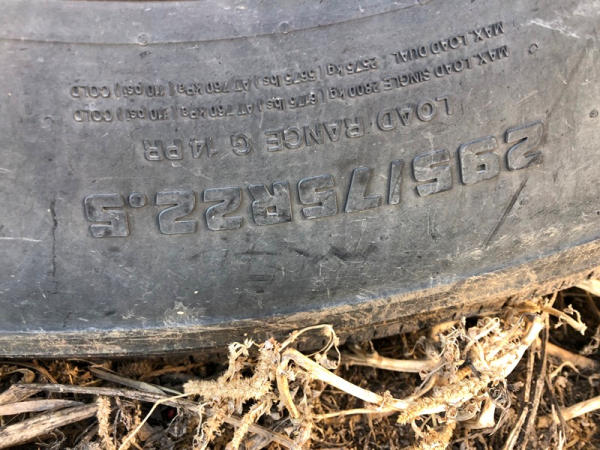 295/75R22.5
LOAD RANGE G 14 PR
MAX. LOAD SINGLE 2800 kg ( 6175 lbs ) AT 760 kPa ( 110 psi ) COLD
MAX. LOAD DUAL : 2575 kg ( 5675 lbs ) AT 760 kPa ( 110 psi ) COLD